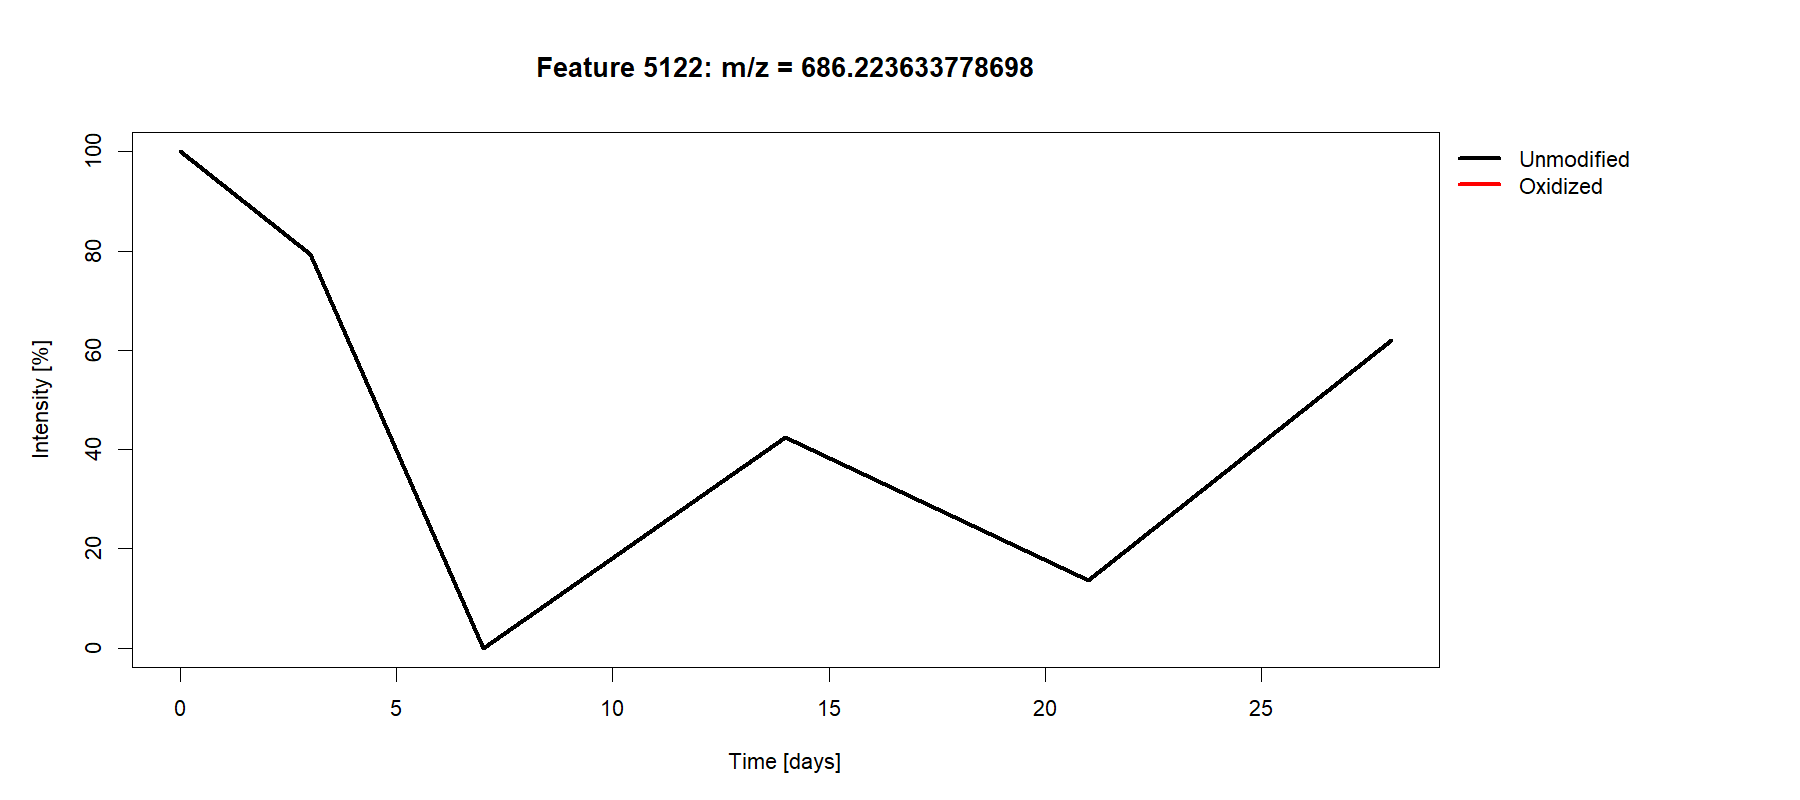 Feature 5122: m/z = 686.223633778698
100
80
60
40
20
0
Intensity [%]
0 5 10 15 20 25
Time [days]
Unmodified
Oxidized